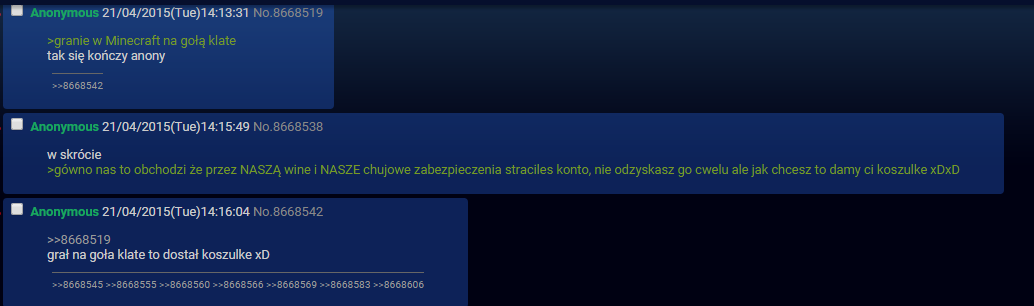 Anonymous 21/04/2015(Tue)14:13:31 No.8668519
>granie w Minecraft na gołą klate
tak się kończy anony
>>8668542
Anonymous 21/04/2015(Tue)14:15:49 No.8668538
w skrócie
>gówno nas to obchodzi że przez NASZĄ wine i NASZE chujowe zabezpieczenia straciles konto, nie odzyskasz go cwelu ale jak chcesz to damy ci koszulke xDxD
Anonymous 21/04/2015(Tue)14:16:04 No.8668542
>>8668519
grał na goła klate to dostał koszulke xD
>>8668545 >>8668555 >>8668560 >>8668566 >>8668569 >>8668583 >>8668606